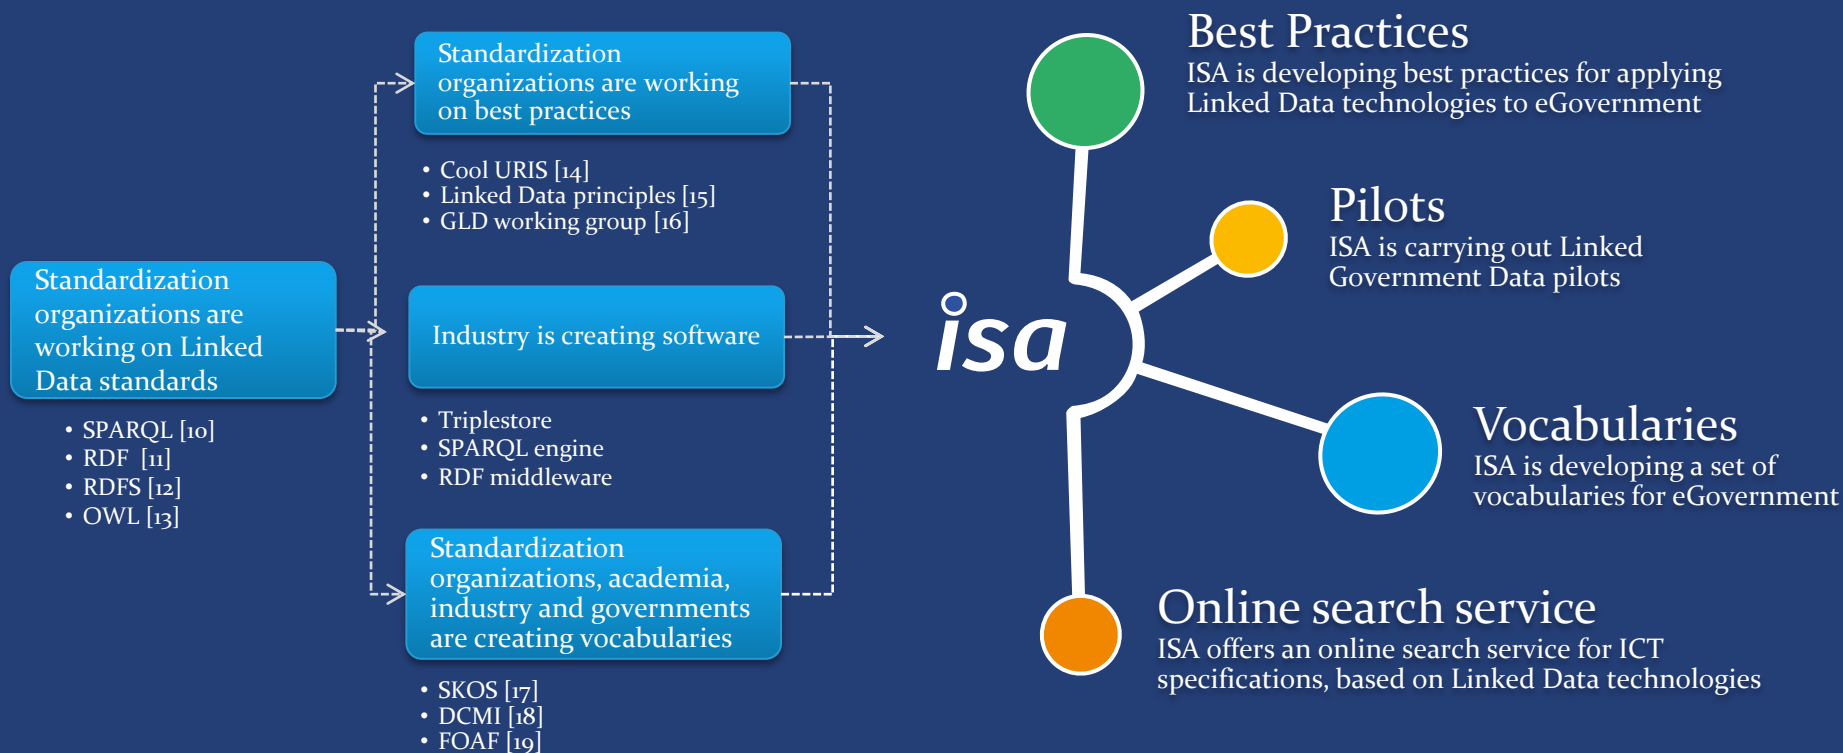 Standardization
organizations are
working on Linked
Data standards
• SPARQL [10]
• RDF  [11]
• RDFS [12]
• OWL [13]
Standardization
organizations are working
on best practices
• Cool URIS [14]
• Linked Data principles [15]
• GLD working group [16]
Industry is creating software
• Triplestore
• SPARQL engine
• RDF middleware
Standardization
organizations, academia,
industry and governments
are creating vocabularies
• SKOS [17]
• DCMI [18]
• FOAF [19]
isa
Best Practices
ISA is developing best practices for applying
Linked Data technologies to eGovernment
Pilots
ISA is carrying out Linked
Government Data pilots
Vocabularies
ISA is developing a set of
vocabularies for eGovernment
Online search service
ISA offers an online search service for ICT
specifications, based on Linked Data technologies